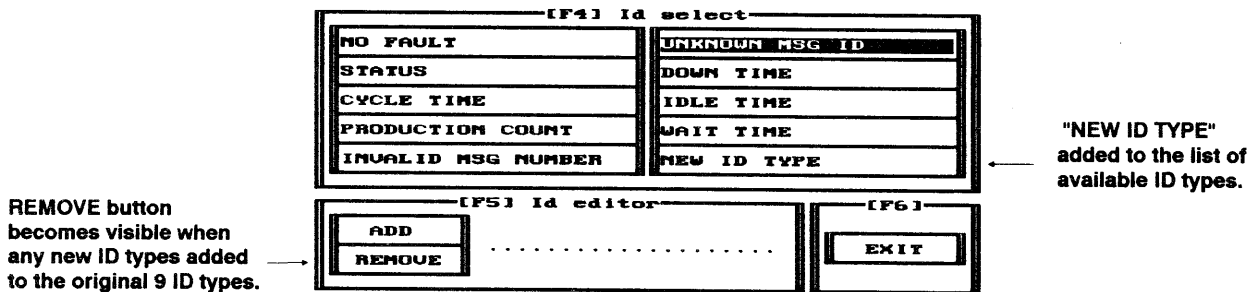 [F4] Id select
NO FAULT
STATUS
CYCLE TIME
PRODUCTION COUNT
INVALID MSG NUMBER
UNKNOWN MSG ID
DOWN TIME
IDLE TIME
WAIT TIME
NEW ID TYPE
"NEW ID TYPE"
added to the list of
available ID types.
REMOVE button
becomes visible when
any new ID types added
to the original 9 ID types.
[F5] Id editor
ADD
REMOVE
......................
[F6]
EXIT